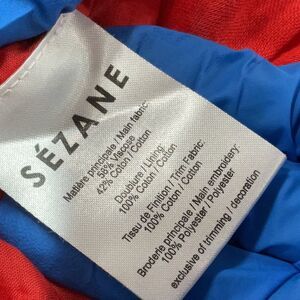 SÉZANE
Matière principale / Main fabric:
58% Viscose
42% Coton / Cotton
Doublure / Lining
100% Coton / Cotton
Tissu de Finition / Trim Fabric:
100% Coton / Cotton
Broderie principale / Main embroidery
100% Polyester / Polyester
exclusive of trimming / decoration